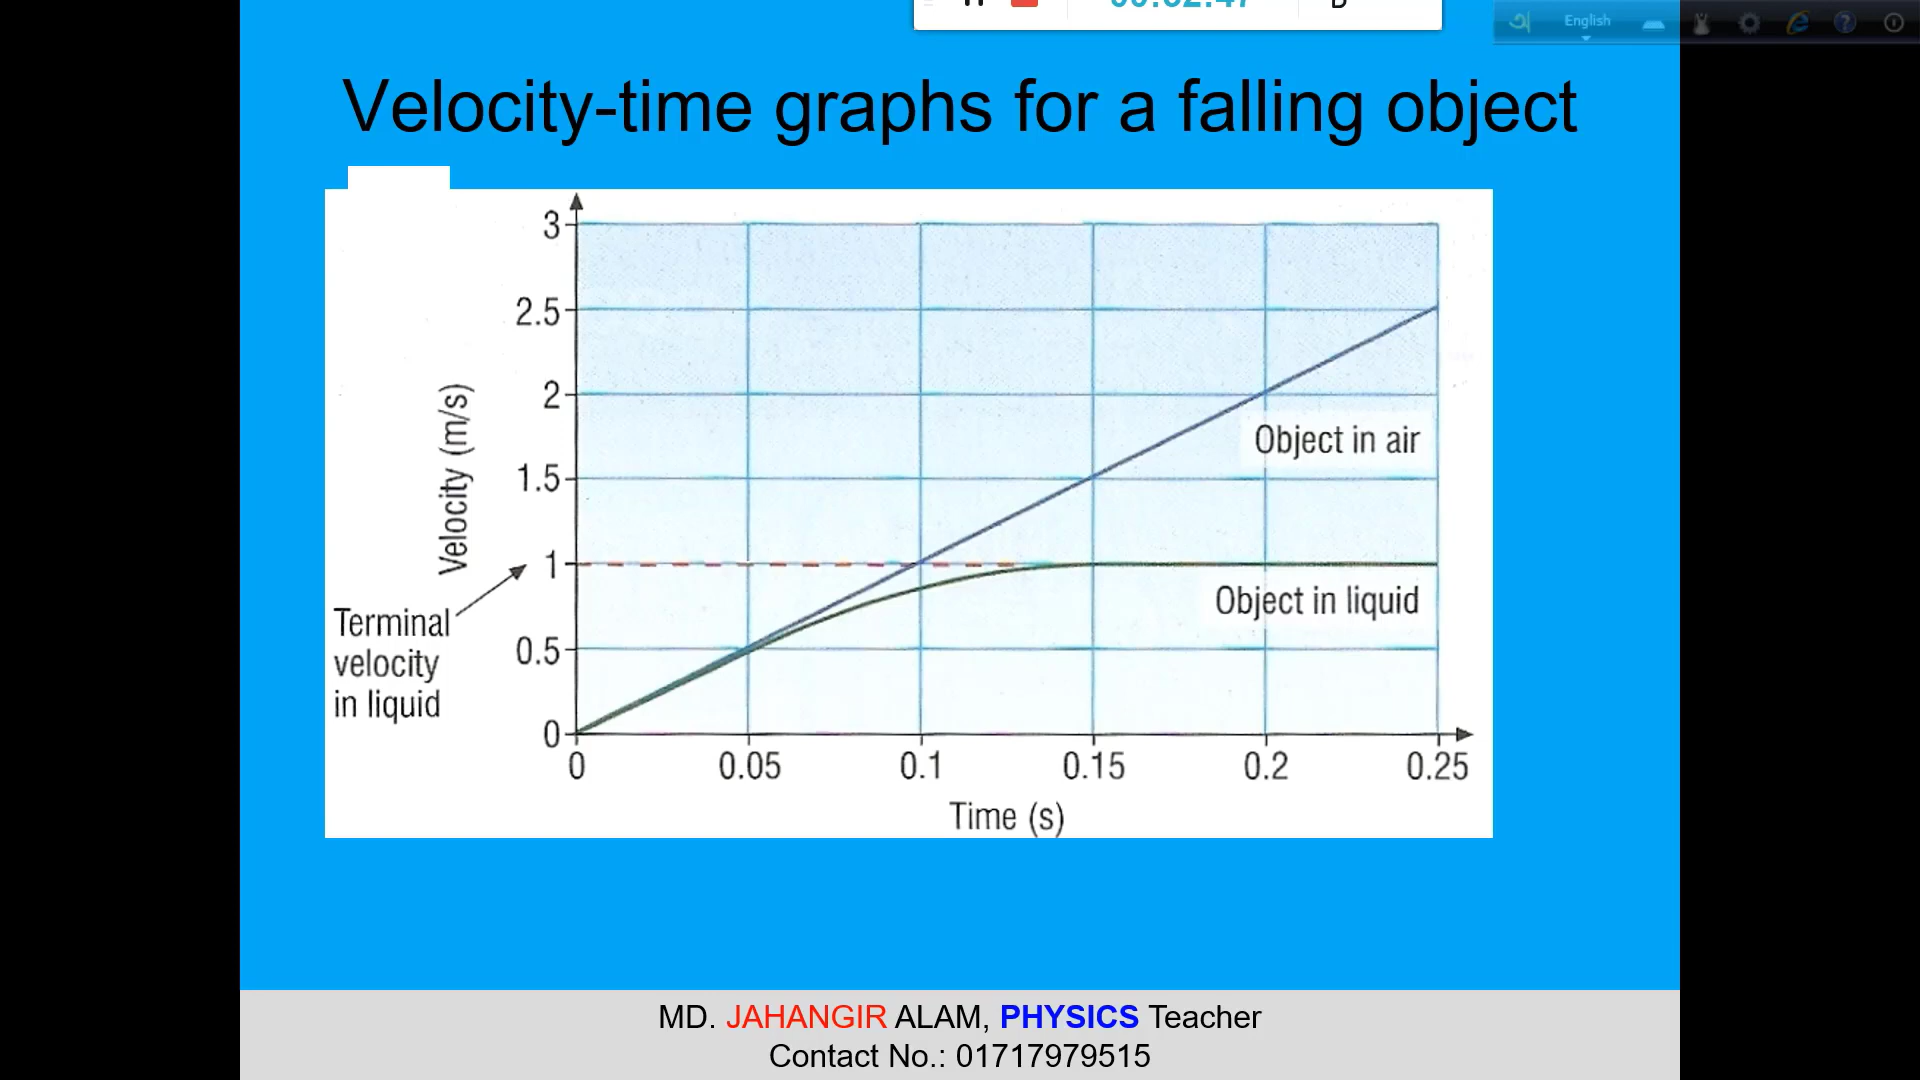 English
Velocity-time graphs for a falling object
3
2.5
2
1.5
1
0.5
0
Velocity (m/s)
Terminal
velocity
in liquid
Object in air
Object in liquid
0 0.05 0.1 0.15 0.2 0.25
Time (s)
MD. JAHANGIR ALAM, PHYSICS Teacher
Contact No.: 01717979515